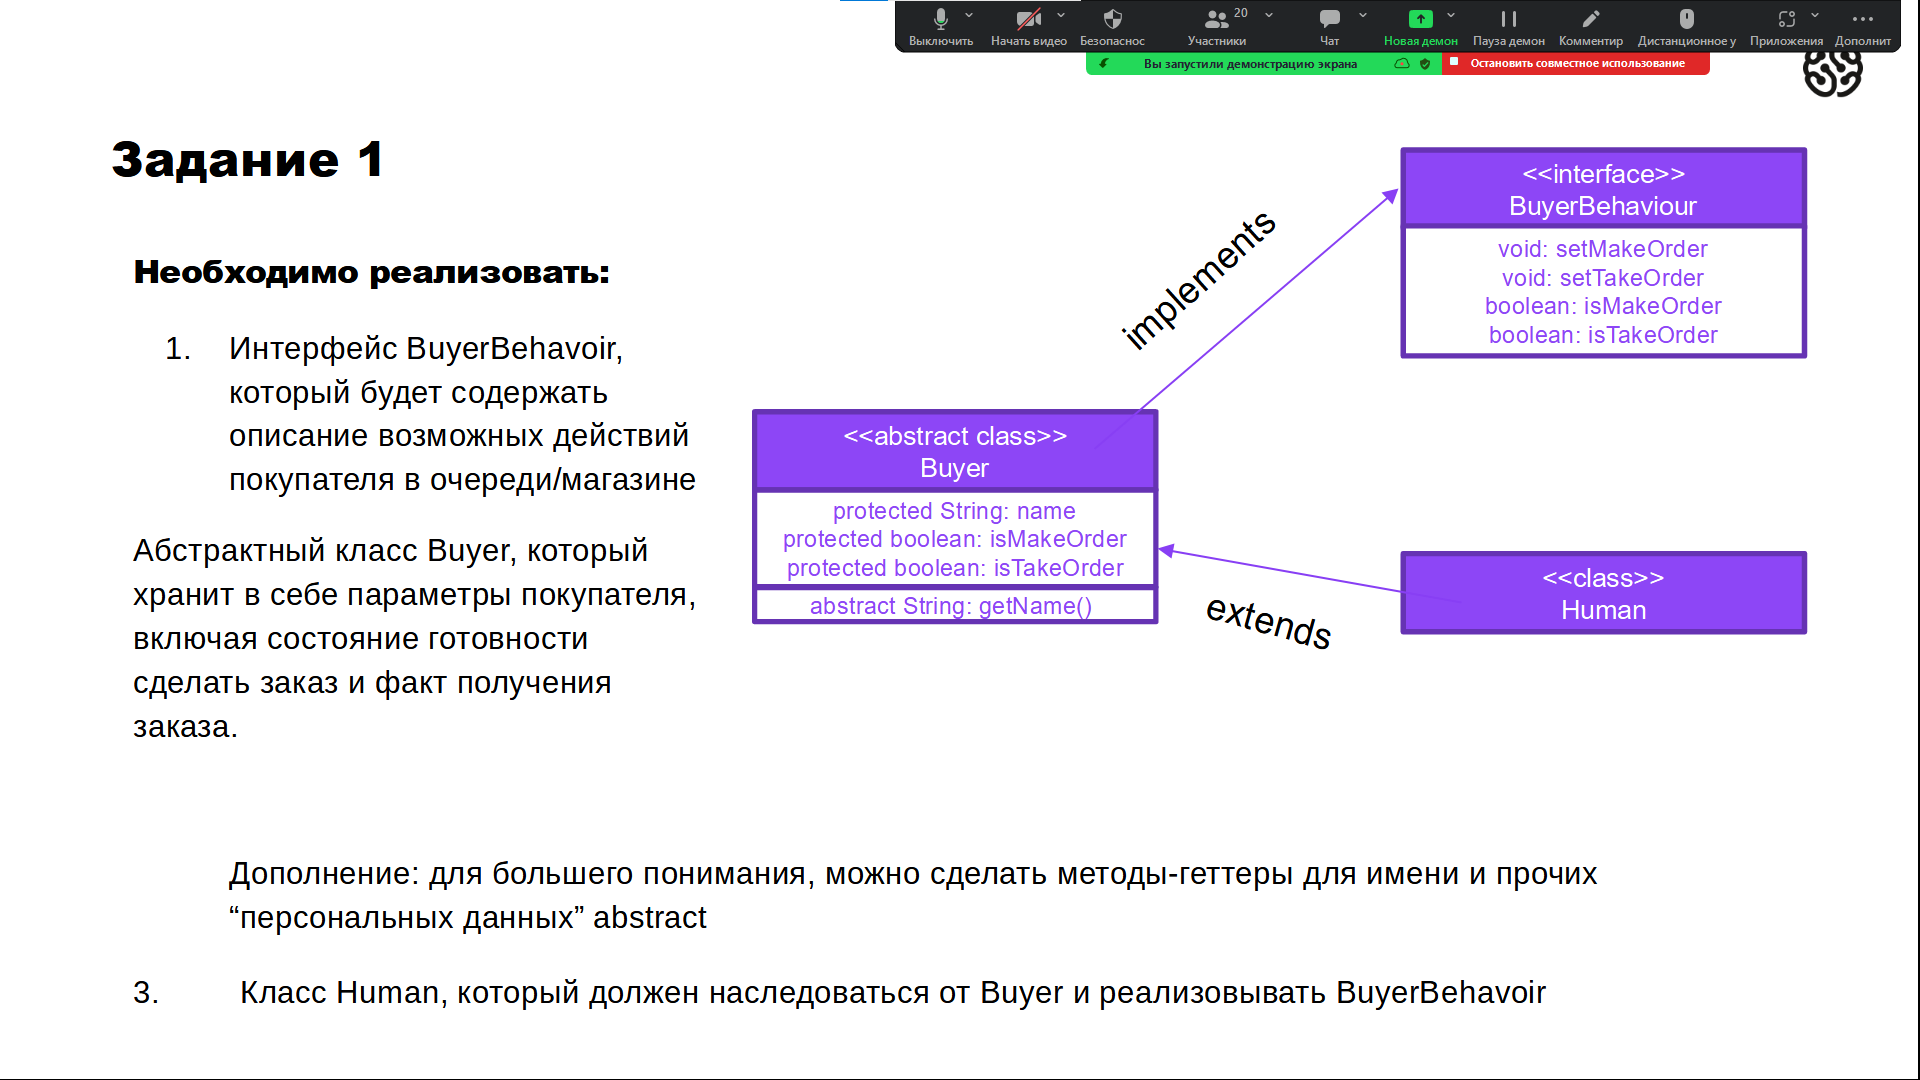 Выключить
Начать видео
Безопаснос
Участники
20
Чат
Новая демон
Пауза демон
Комментир
Дистанционное у
Приложения
Дополнит
Вы запустили демонстрацию экрана
Остановить совместное использование
Задание 1
Необходимо реализовать:
1. Интерфейс BuyerBehavoir,
который будет содержать
описание возможных действий
покупателя в очереди/магазине
Абстрактный класс Buyer, который
хранит в себе параметры покупателя,
включая состояние готовности
сделать заказ и факт получения
заказа.
implements
<<interface>>
BuyerBehaviour
void: setMakeOrder
void: setTakeOrder
boolean: isMakeOrder
boolean: isTakeOrder
<<abstract class>>
Buyer
protected String: name
protected boolean: isMakeOrder
protected boolean: isTakeOrder
abstract String: getName()
extends
<<class>>
Human
Дополнение: для большего понимания, можно сделать методы-геттеры для имени и прочих
“персональных данных” abstract
3. Класс Human, который должен наследоваться от Buyer и реализовывать BuyerBehavoir